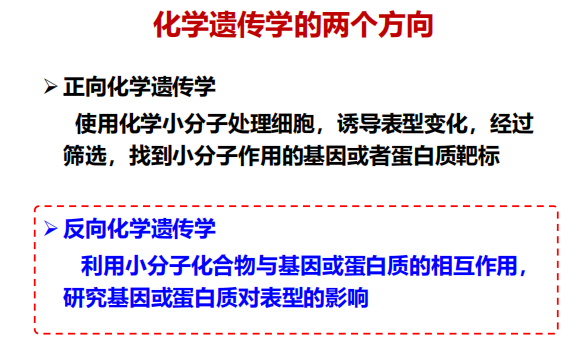 化学遗传学的两个方向
➢ 正向化学遗传学
使用化学小分子处理细胞，诱导表型变化，经过
筛选，找到小分子作用的基因或者蛋白质靶标
➢ 反向化学遗传学
利用小分子化合物与基因或蛋白质的相互作用，
研究基因或蛋白质对表型的影响